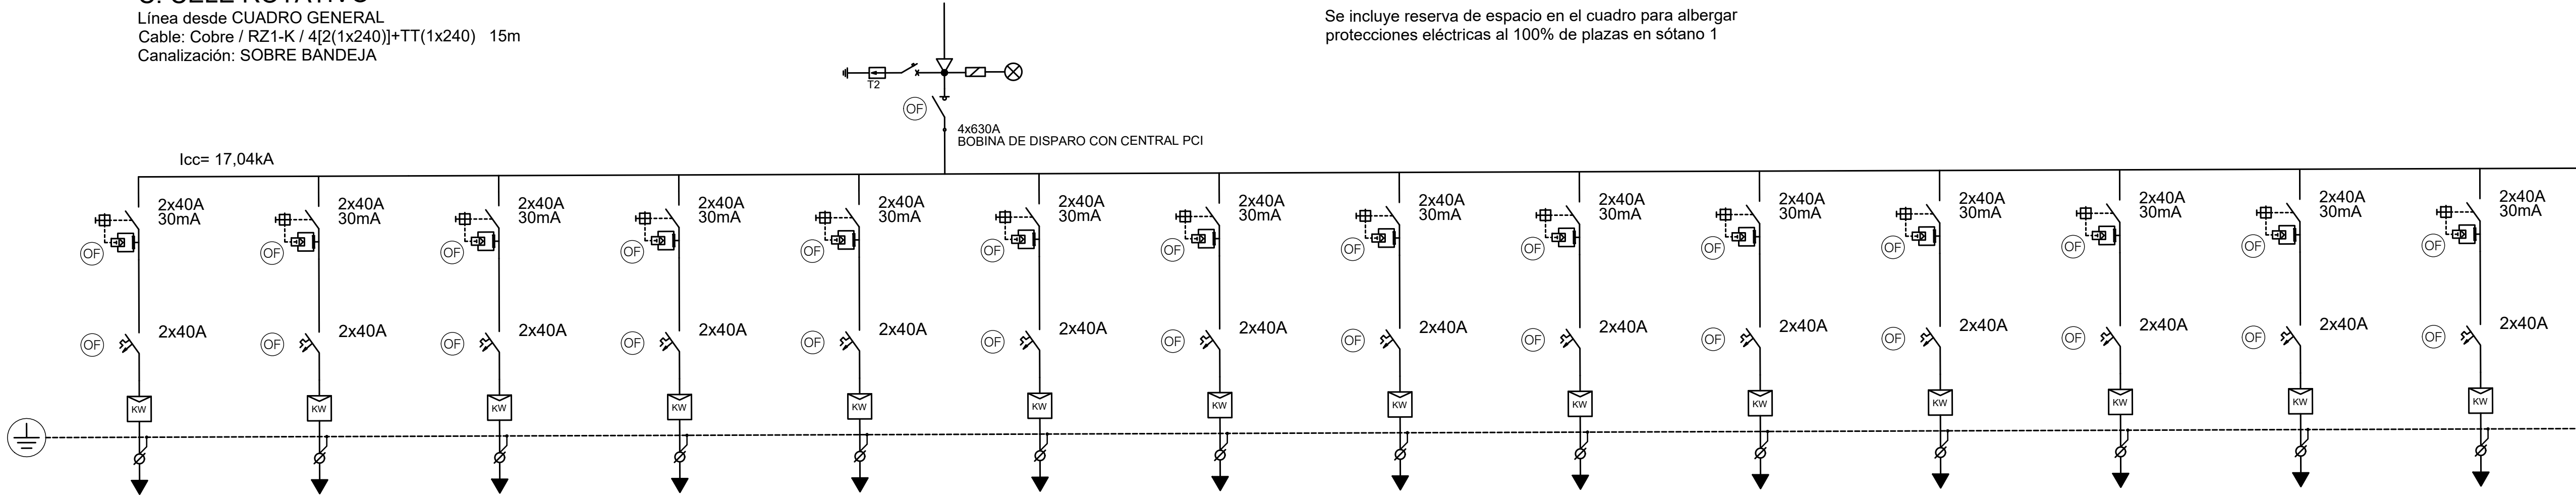 Línea desde CUADRO GENERAL
Cable: Cobre / RZ1-K / 4[2(1x240)]+TT(1x240) 15m
Canalización: SOBRE BANDEJA
Se incluye reserva de espacio en el cuadro para albergar
protecciones eléctricas al 100% de plazas en sótano 1
T2
OF
4x630A
BOBINA DE DISPARO CON CENTRAL PCI
Icc= 17,04kA
2x40A 2x40A 2x40A 2x40A 2x40A 2x40A 2x40A 2x40A 2x40A 2x40A 2x40A 2x40A 2x40A 2x40A
30mA 30mA 30mA 30mA 30mA 30mA 30mA 30mA 30mA 30mA 30mA 30mA 30mA 30mA
OF OF OF OF OF OF OF OF OF OF OF OF OF OF
2x40A 2x40A 2x40A 2x40A 2x40A 2x40A 2x40A 2x40A 2x40A 2x40A 2x40A 2x40A 2x40A 2x40A
OF OF OF OF OF OF OF OF OF OF OF OF OF OF
KW KW KW KW KW KW KW KW KW KW KW KW KW KW